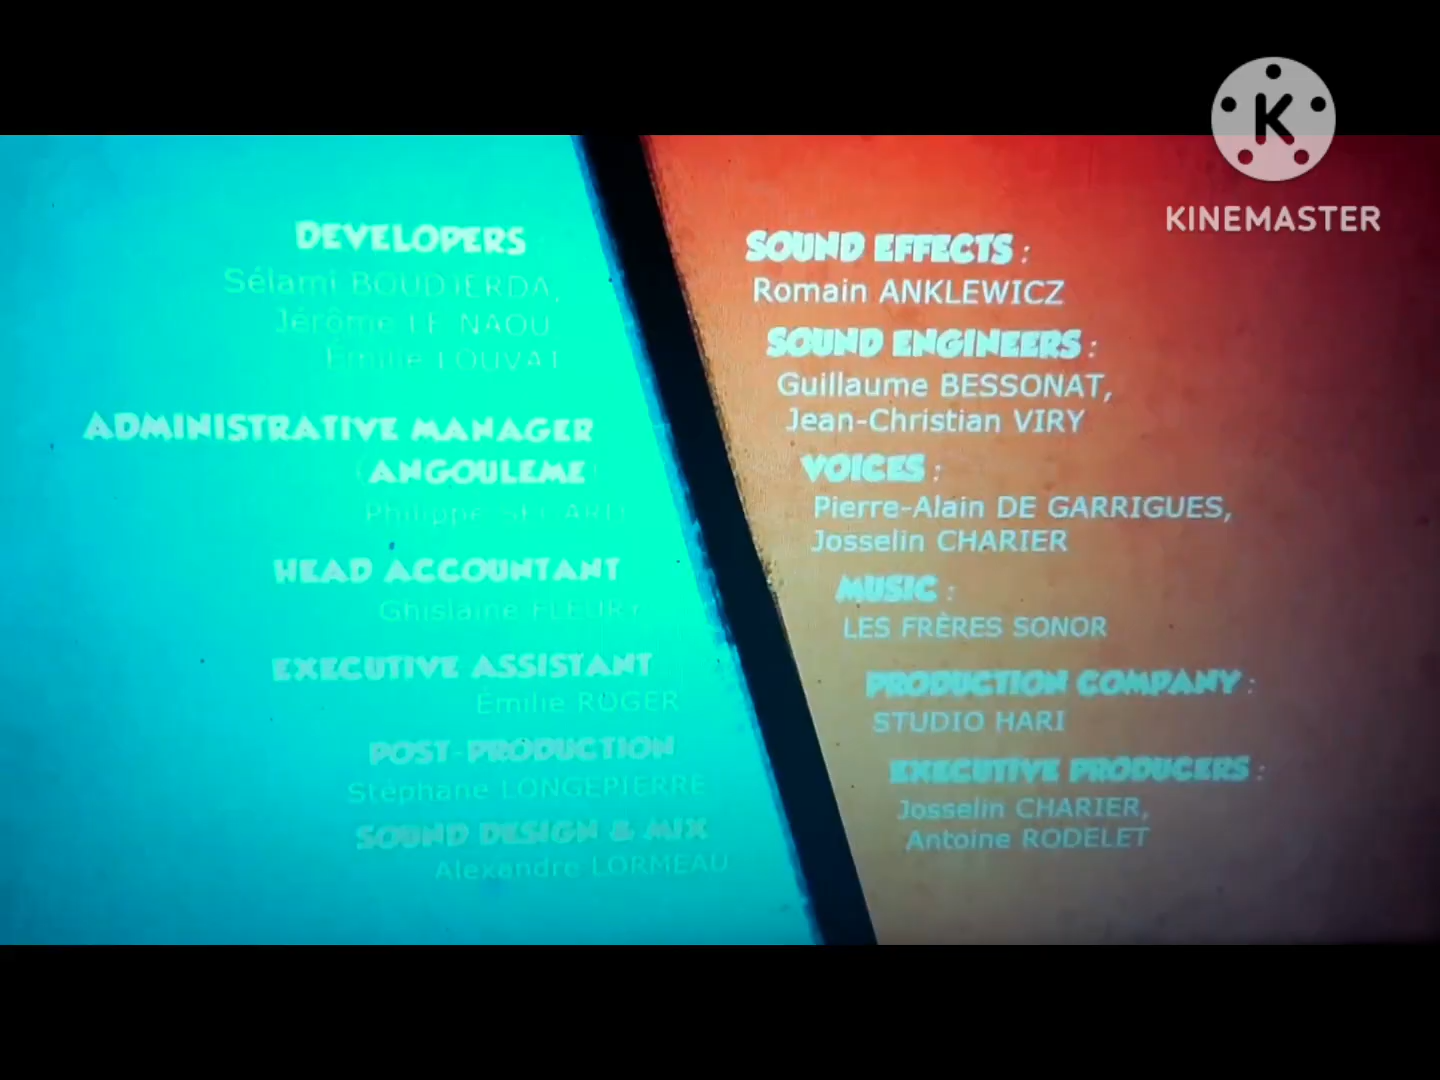 DEVELOPERS
Sélami BOUDJERDA,
Jérôme LE NAOU
Émilie LOUVAT
ADMINISTRATIVE MANAGER
(ANGOULEME)
Philippe
HEAD ACCOUNTANT
Ghislaine FLEURY
EXECUTIVE ASSISTANT
Émilie ROGER
POST-PRODUCTION
Stéphane LONGEPIERRE
SOUND DESIGN & MIX
Alexandre LORMEAU
SOUND EFFECTS :
Romain ANKLEWICZ
SOUND ENGINEERS :
Guillaume BESSONAT,
Jean-Christian VIRY
VOICES :
Pierre-Alain DE GARRIGUES,
Josselin CHARIER
MUSIC :
LES FRÈRES SONOR
PRODUCTION COMPANY :
STUDIO HARI
EXECUTIVE PRODUCERS :
Josselin CHARIER,
Antoine RODELET
K
KINEMASTER